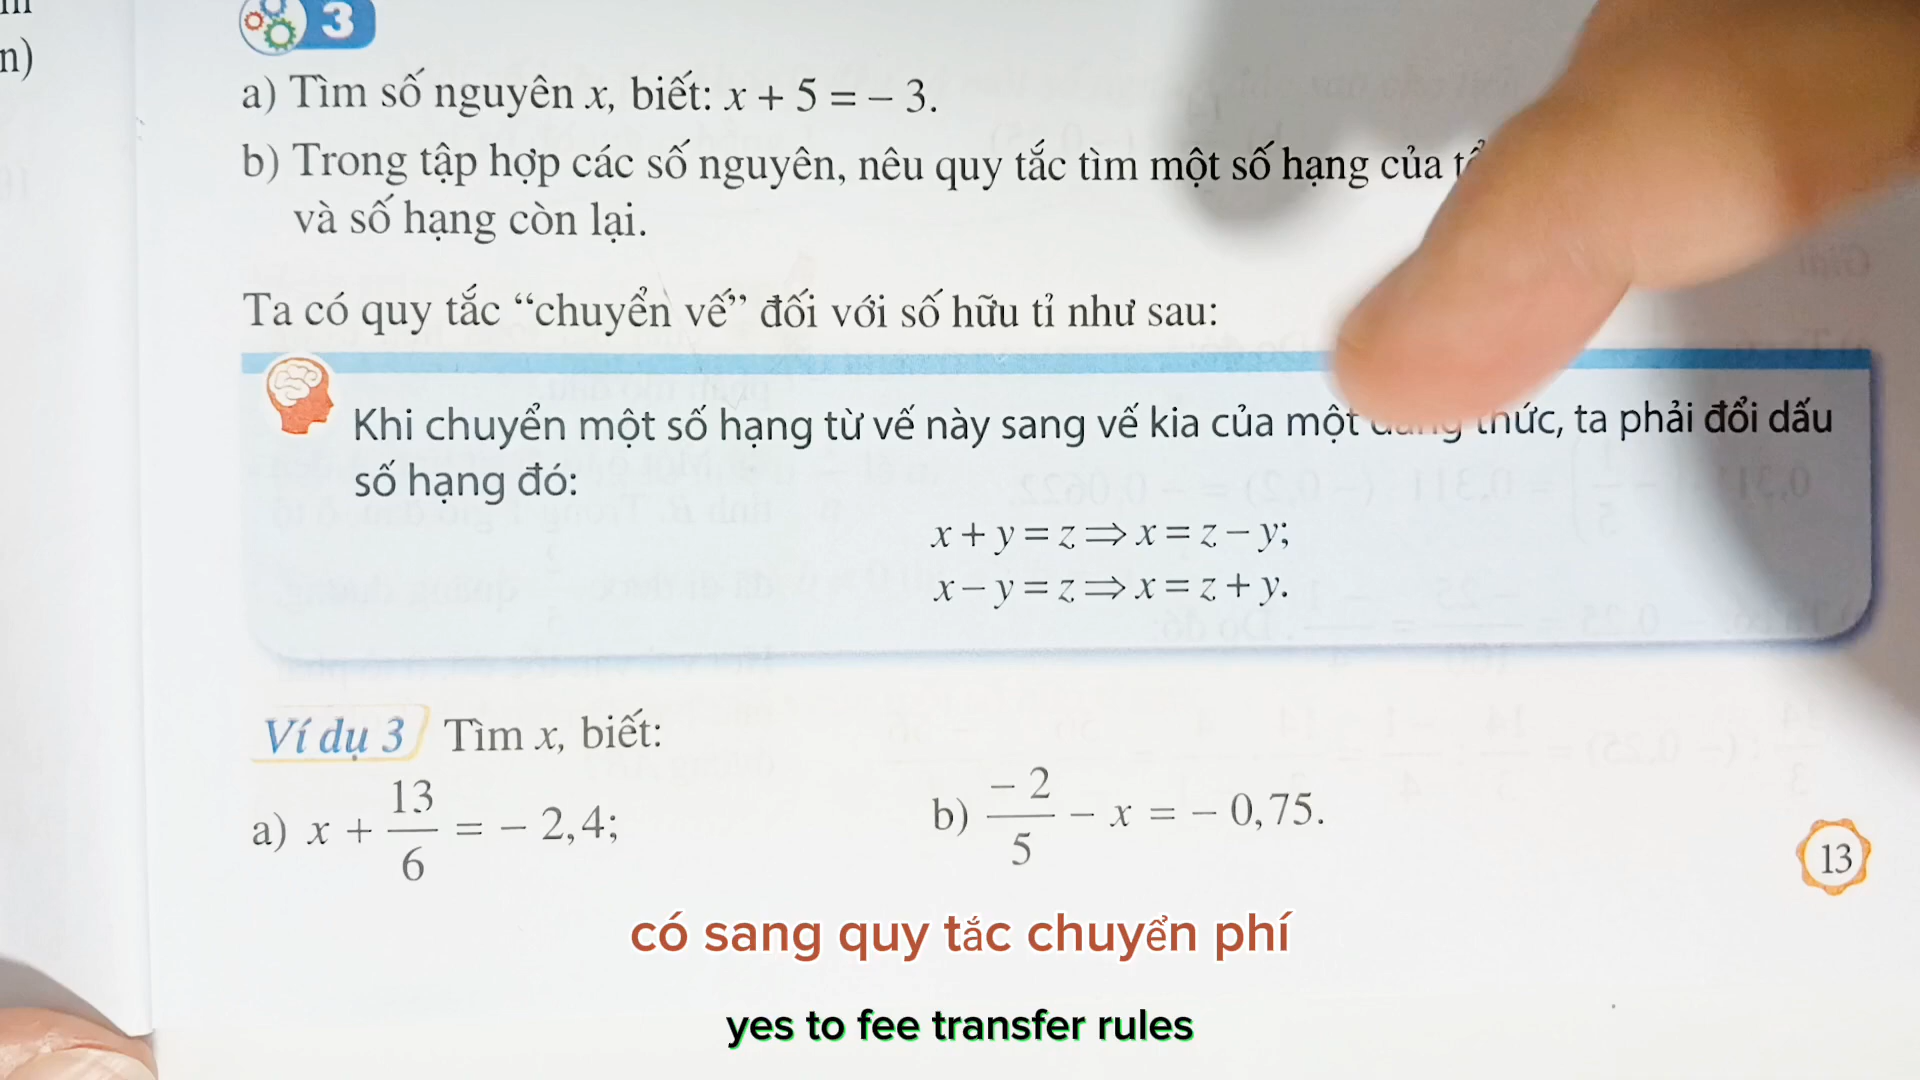 n)
3
a) Tìm số nguyên x, biết: x + 5 = – 3.
b) Trong tập hợp các số nguyên, nêu quy tắc tìm một số hạng của
và số hạng còn lại.
Ta có quy tắc “chuyển vế” đối với số hữu tỉ như sau:
Khi chuyển một số hạng từ vế này sang vế kia của một thức, ta phải đổi dấu
số hạng đó:
x + y = z ⇒ x = z – y;
x – y = z ⇒ x = z + y.
Ví dụ 3 Tìm x, biết:
a) x + 13/6 = – 2,4;
b) – 2/5 – x = – 0,75.
13
có sang quy tắc chuyển phí
yes to fee transfer rules